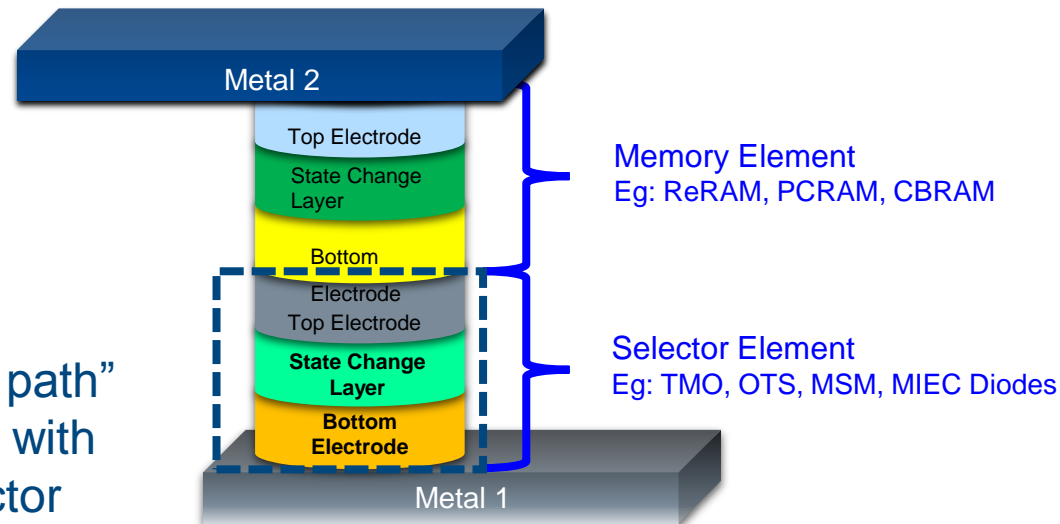 Metal 2
Top Electrode
State Change
Layer
Bottom
Electrode
Top Electrode
State Change
Layer
Bottom
Electrode
Metal 1
Memory Element
Eg: ReRAM, PCRAM, CBRAM
Selector Element
Eg: TMO, OTS, MSM, MIEC Diodes
path”
with
ctor